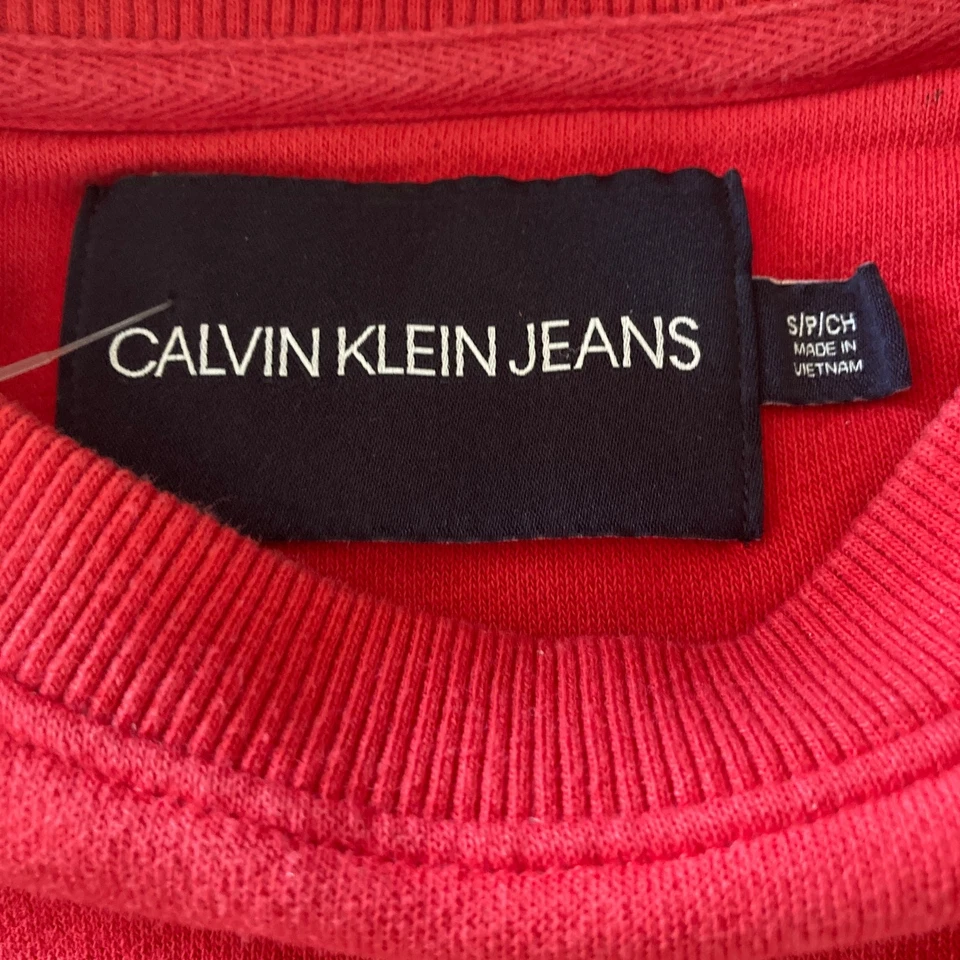 CALVIN KLEIN JEANS
S/P/CH
MADE IN
VIETNAM